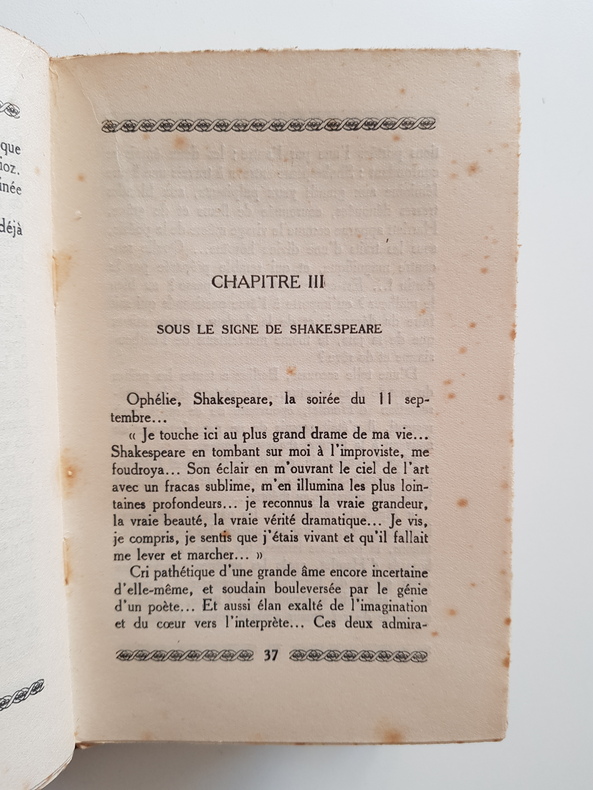 que
ioz.
inée
déjà
CHAPITRE III
SOUS LE SIGNE DE SHAKESPEARE
Ophélie, Shakespeare, la soirée du 11 sep-
tembre...
« Je touche ici au plus grand drame de ma vie...
Shakespeare en tombant sur moi à l'improviste, me
foudroya... Son éclair en m'ouvrant le ciel de l'art
avec un fracas sublime, m'en illumina les plus loin-
taines profondeurs... je reconnus la vraie grandeur,
la vraie beauté, la vraie vérité dramatique... Je vis,
je compris, je sentis que j'étais vivant et qu'il fallait
me lever et marcher... »
Cri pathétique d'une grande âme encore incertaine
d'elle-même, et soudain bouleversée par le génie
d'un poète... Et aussi élan exalté de l'imagination
et du cœur vers l'interprète... Ces deux admira-
37